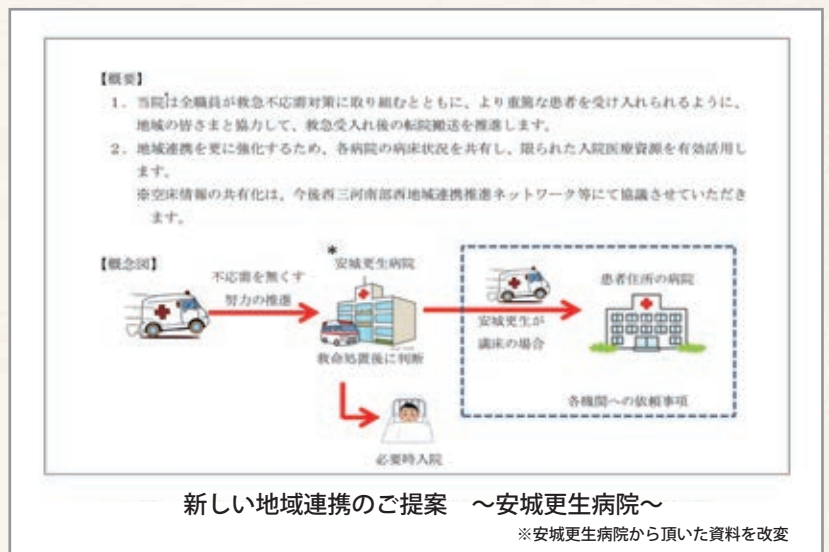 【概要】
1．当院は全職員が救急不応需対策に取り組むとともに、より重篤な患者を受け入れられるように、
地域の皆さまと協力して、救急受入れ後の転院搬送を推進します。
2．地域連携を更に強化するため、各病院の病床状況を共有し、限られた入院医療資源を有効活用し
ます。
※空床情報の共有化は、今後西三河南部西地域連携推進ネットワーク等にて協議させていただき
ます。
【概念図】
不応需を無くす
努力の推進
*
安城更生病院
救命処置後に判断
必要時入院
安城更生が
満床の場合
患者住所の病院
各機関への依頼事項
新しい地域連携のご提案　～安城更生病院～
※安城更生病院から頂いた資料を改変